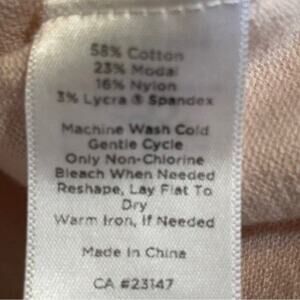 58% Cotton
23% Modal
16% Nylon
3% Lycra ® Spandex
Machine Wash Cold
Gentle Cycle
Only Non-Chlorine
Bleach When Needed
Reshape, Lay Flat To
Dry
Warm Iron, If Needed
Made in China
CA #23147